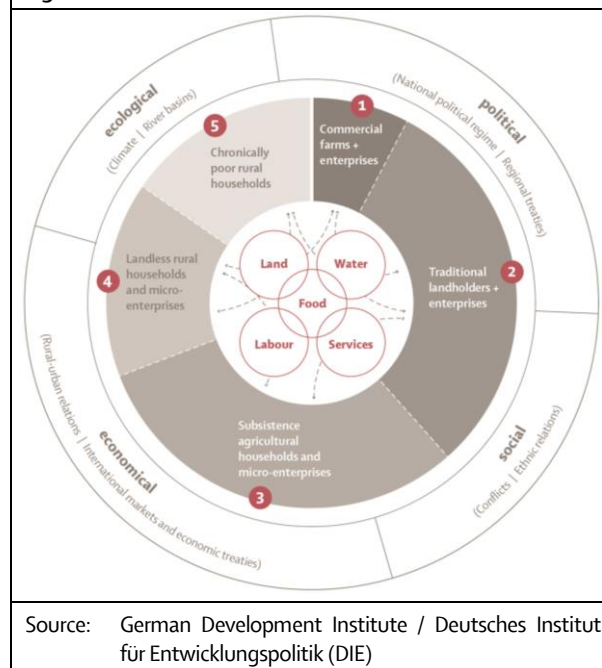 ecological
(Climate | River basins)
political
(National political regime | Regional treaties)
social
(Conflicts | Ethnic relations)
economical
(Rural-urban relations | International markets and economic treaties)
1
Commercial
farms +
enterprises
2
Traditional
landholders +
enterprises
3
Subsistence
agricultural
households and
micro-enterprises
4
Landless rural
households
and micro-
enterprises
5
Chronically
poor rural
households
Land
Water
Food
Labour
Services
Source: German Development Institute / Deutsches Institut
für Entwicklungspolitik (DIE)